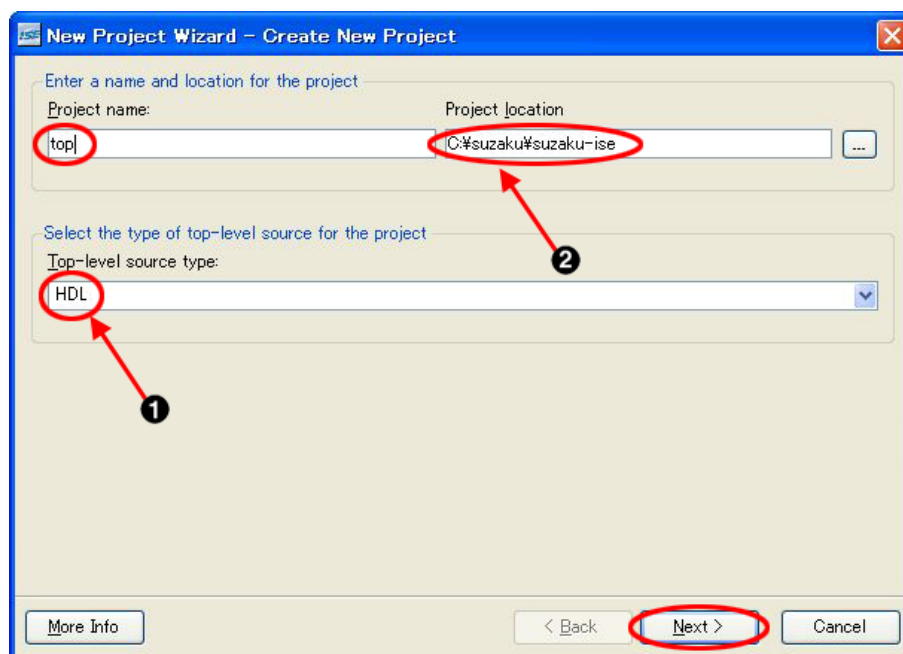 ISE New Project Wizard - Create New Project
Enter a name and location for the project
Project name:
Project location
top
C:¥suzaku¥suzaku-ise
...
Select the type of top-level source for the project
2
Top-level source type:
HDL
1
More Info
< Back
Next >
Cancel